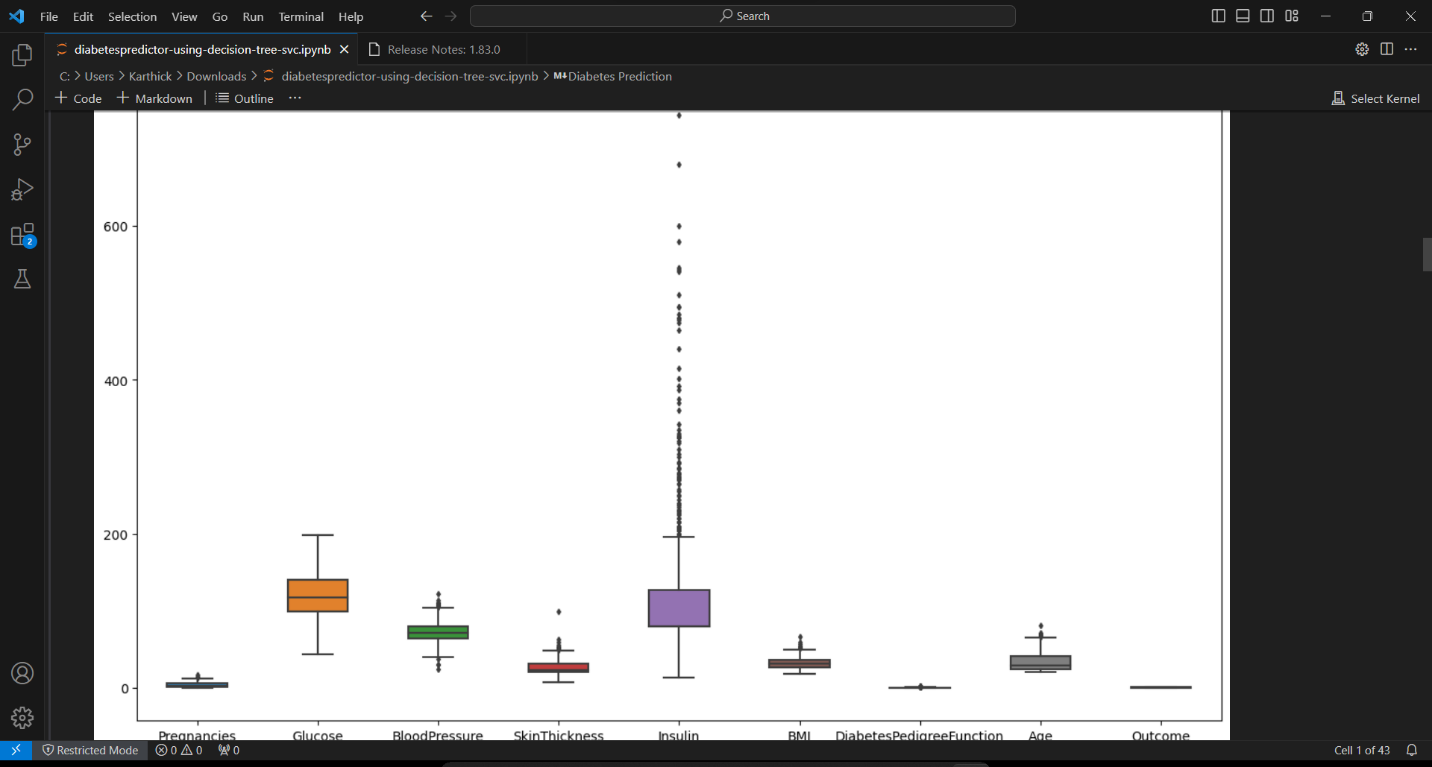 File Edit Selection View Go Run Terminal Help Search
diabetespredictor-using-decision-tree-svc.ipynb Release Notes: 1.83.0
C: > Users > Karthick > Downloads > diabetespredictor-using-decision-tree-svc.ipynb > M↓Diabetes Prediction
+ Code + Markdown Outline ... Select Kernel
600
400
200
0
2
Pregnancies Glucose BloodPressure SkinThickness Insulin BMI DiabetesPedigreeFunction Age Outcome
Restricted Mode 0 0 0 Cell 1 of 43